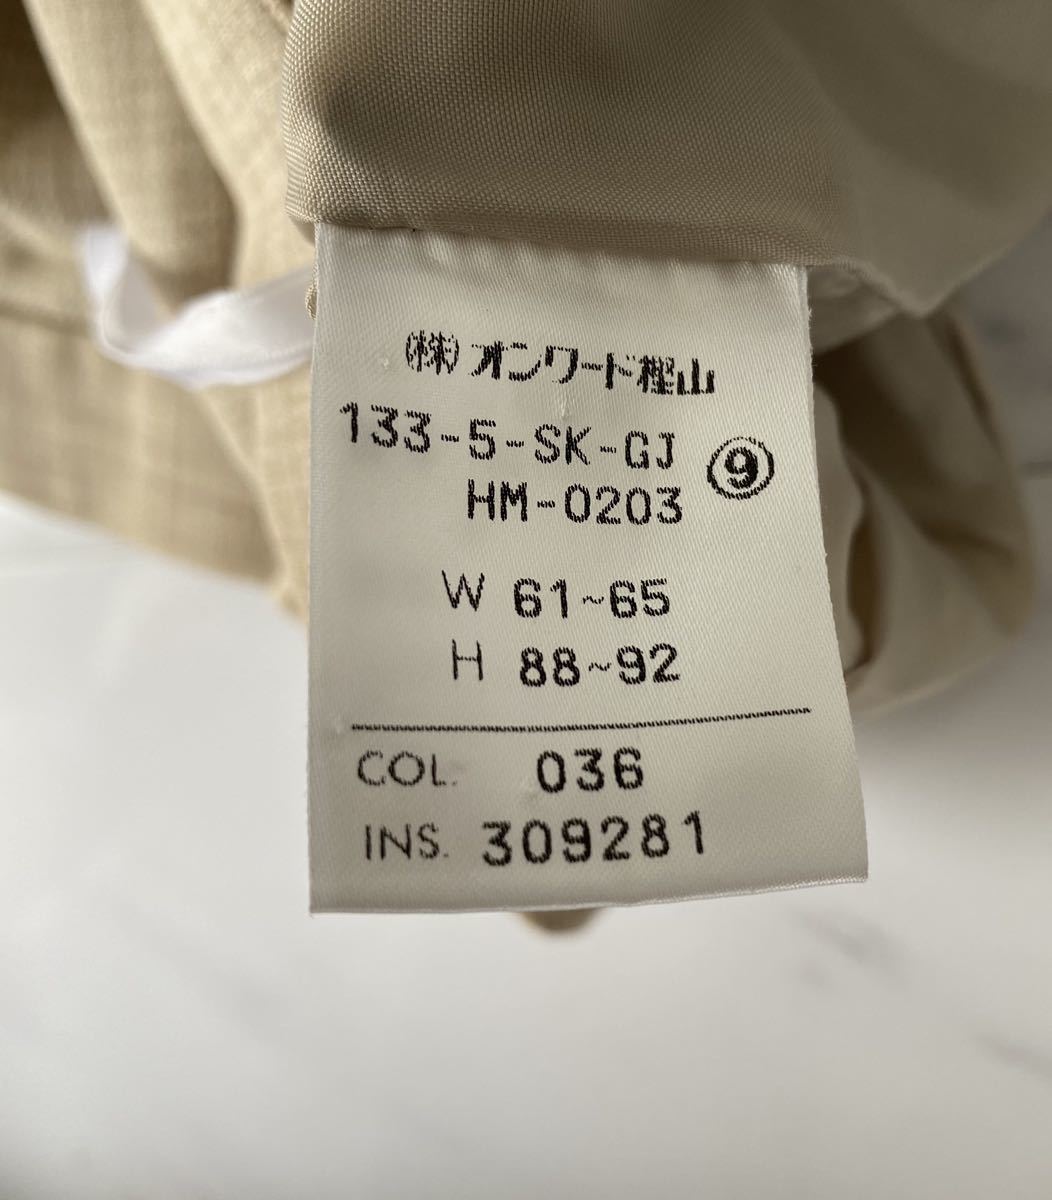 ㈱オンワード樫山
133-5-SK-GJ ⑨
HM-0203
W 61~65
H 88~92
COL. 036
INS. 309281